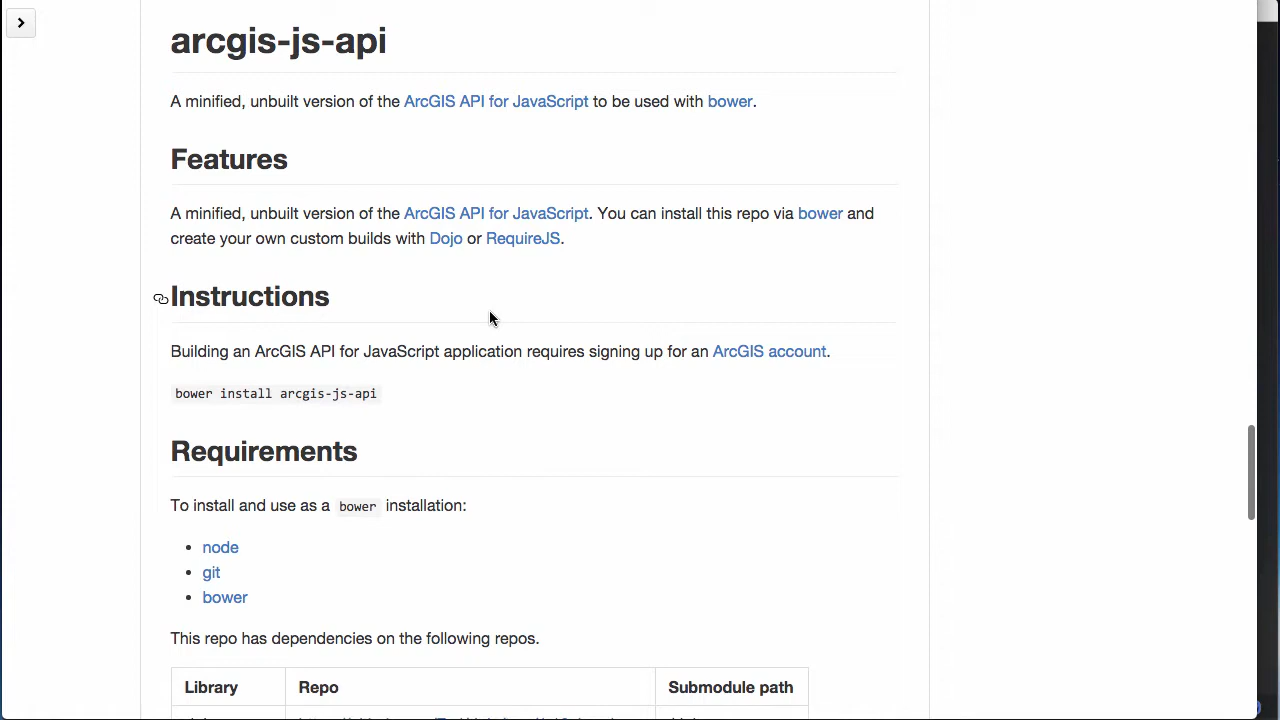 arcgis-js-api
A minified, unbuilt version of the ArcGIS API for JavaScript to be used with bower.
Features
A minified, unbuilt version of the ArcGIS API for JavaScript. You can install this repo via bower and
create your own custom builds with Dojo or RequireJS.
Instructions
Building an ArcGIS API for JavaScript application requires signing up for an ArcGIS account.
bower install arcgis-js-api
Requirements
To install and use as a bower installation:
node
git
bower
This repo has dependencies on the following repos.
Library Repo Submodule path